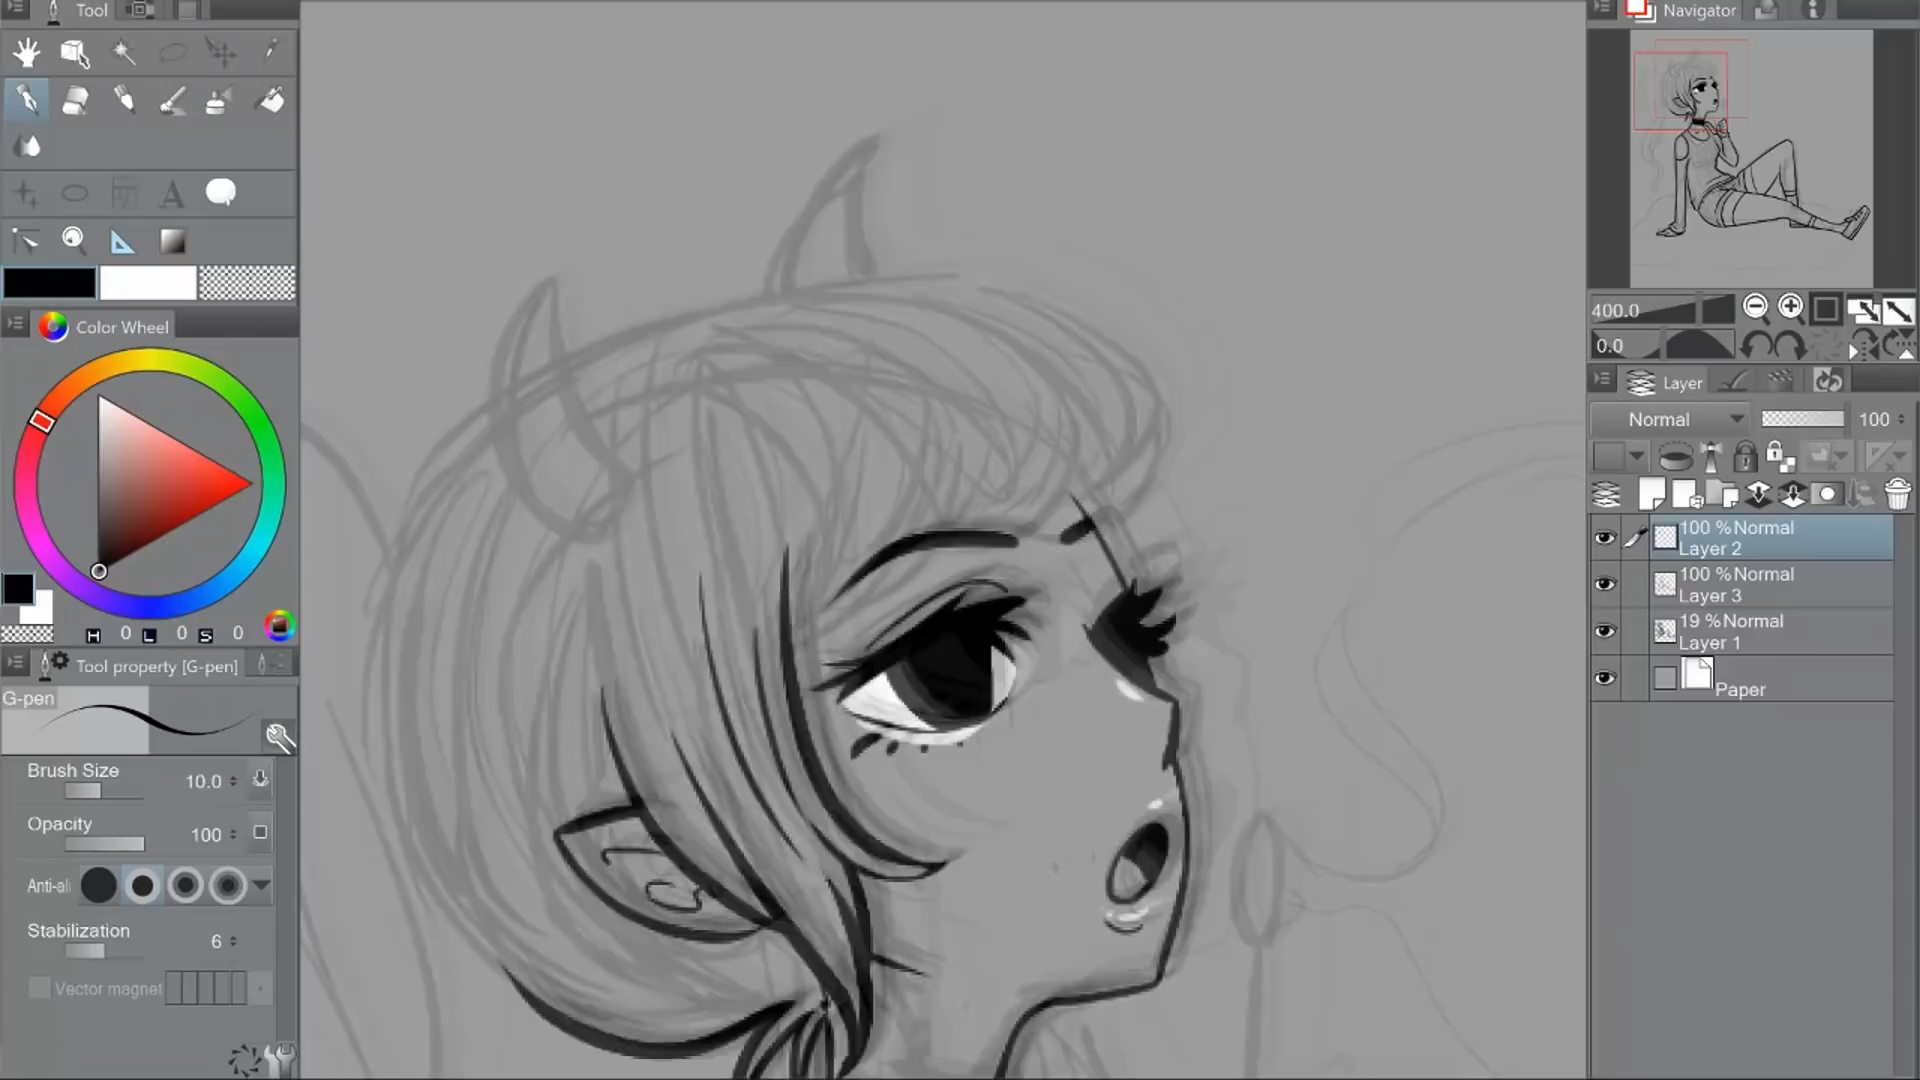 Tool
Color Wheel
H 0 L 0 S 0
Tool property [G-pen]
G-pen
Brush Size 10.0
Opacity 100
Anti-ali
Stabilization 6
Vector magnet
Navigator
400.0
0.0
Layer
Normal 100
100 %Normal
Layer 2
100 %Normal
Layer 3
19 %Normal
Layer 1
Paper